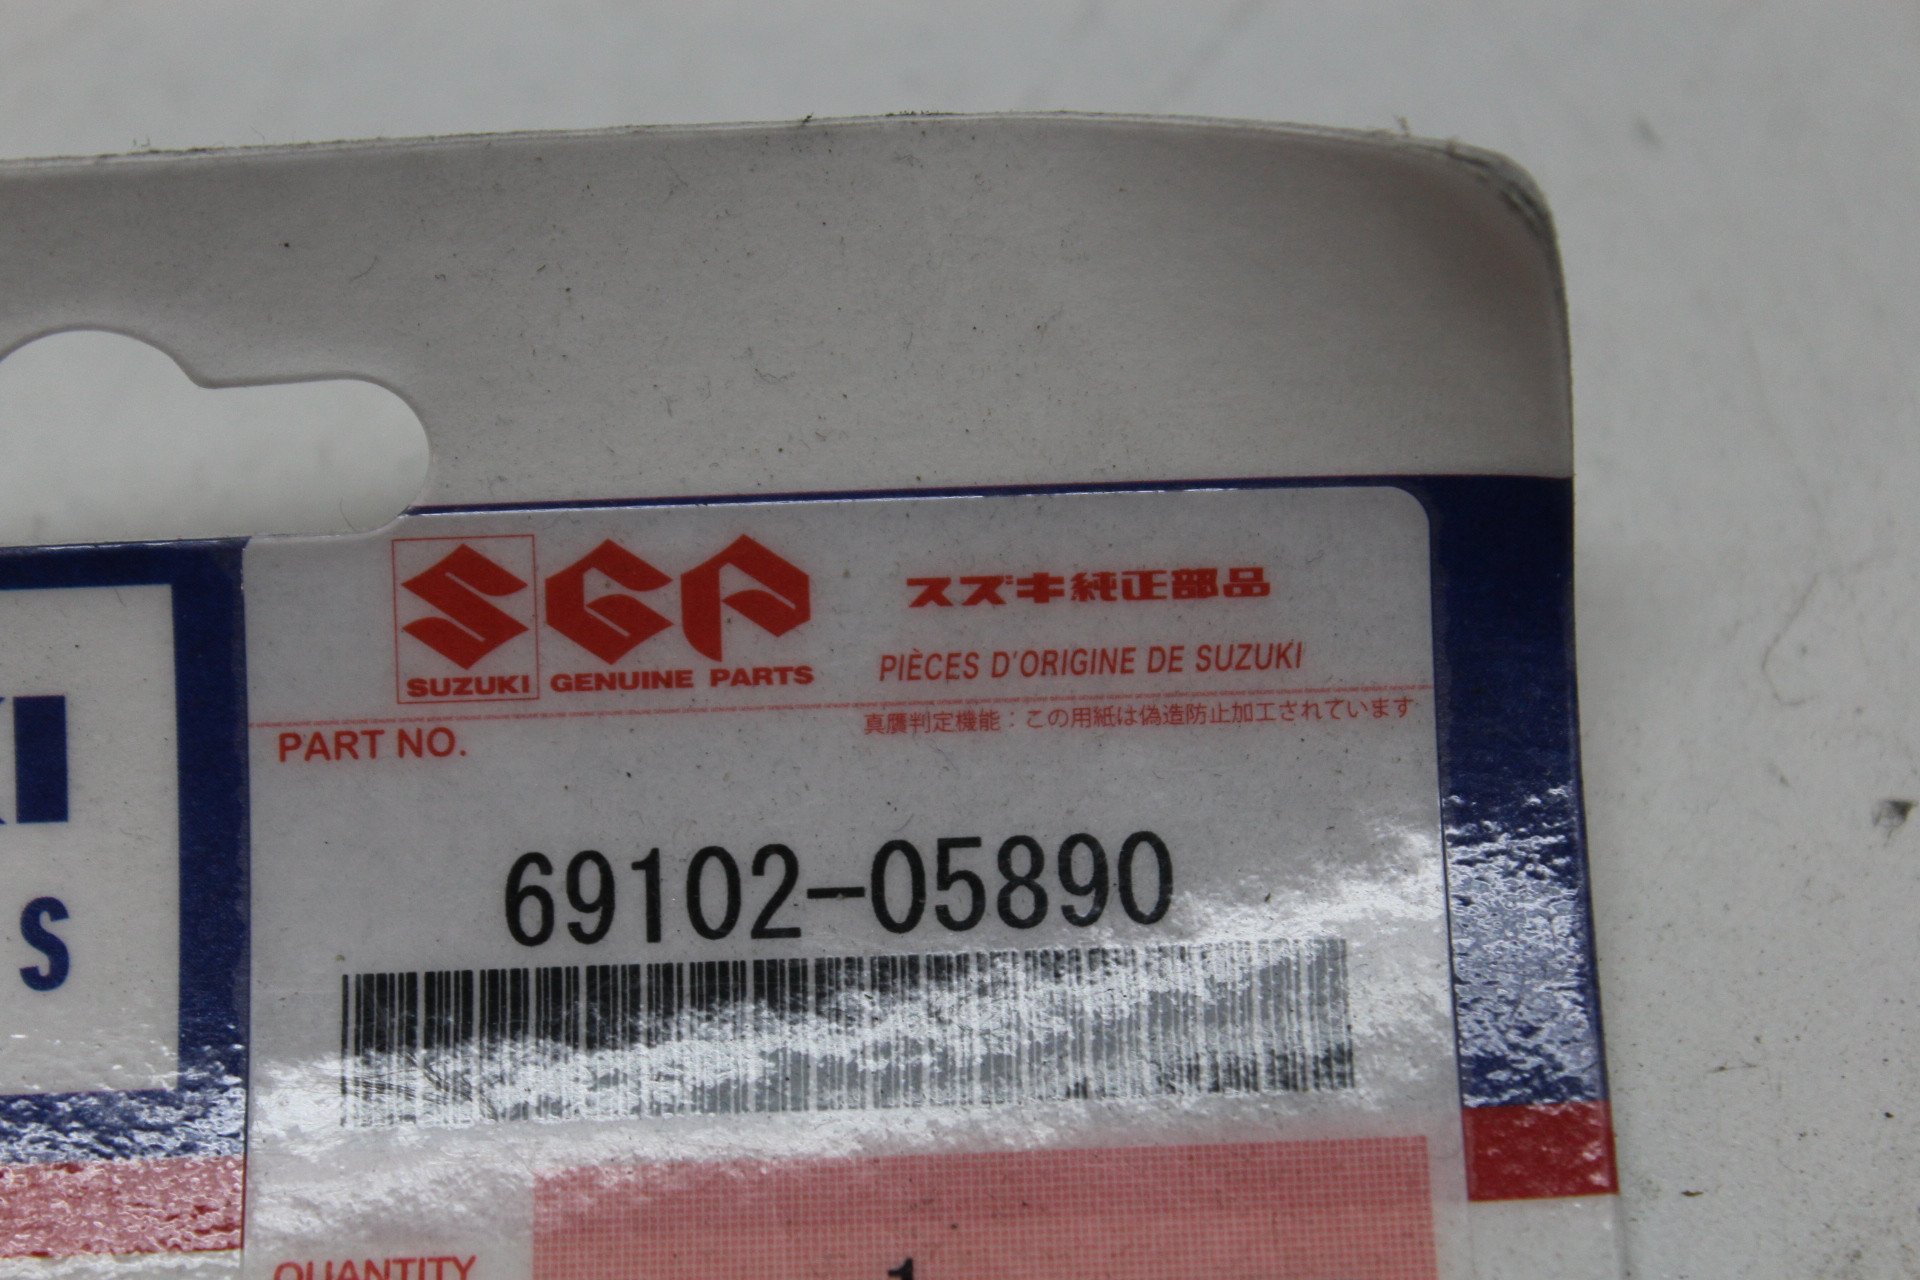 SUZUKI GENUINE PARTS
スズキ純正部品
PIÈCES D'ORIGINE DE SUZUKI
真贋判定機能：この用紙は偽造防止加工されています
PART NO.
69102-05890
S
QUANTITY
1